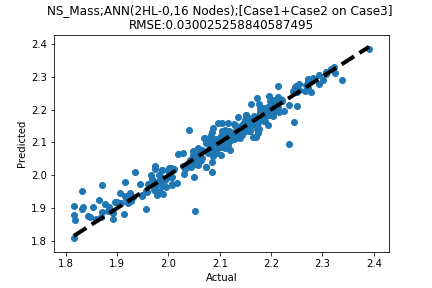 NS_Mass;ANN(2HL-0,16 Nodes);[Case1+Case2 on Case3]
RMSE:0.030025258840587495
2.4
2.3
2.2
2.1
2.0
1.9
1.8
Predicted
1.8 1.9 2.0 2.1 2.2 2.3 2.4
Actual